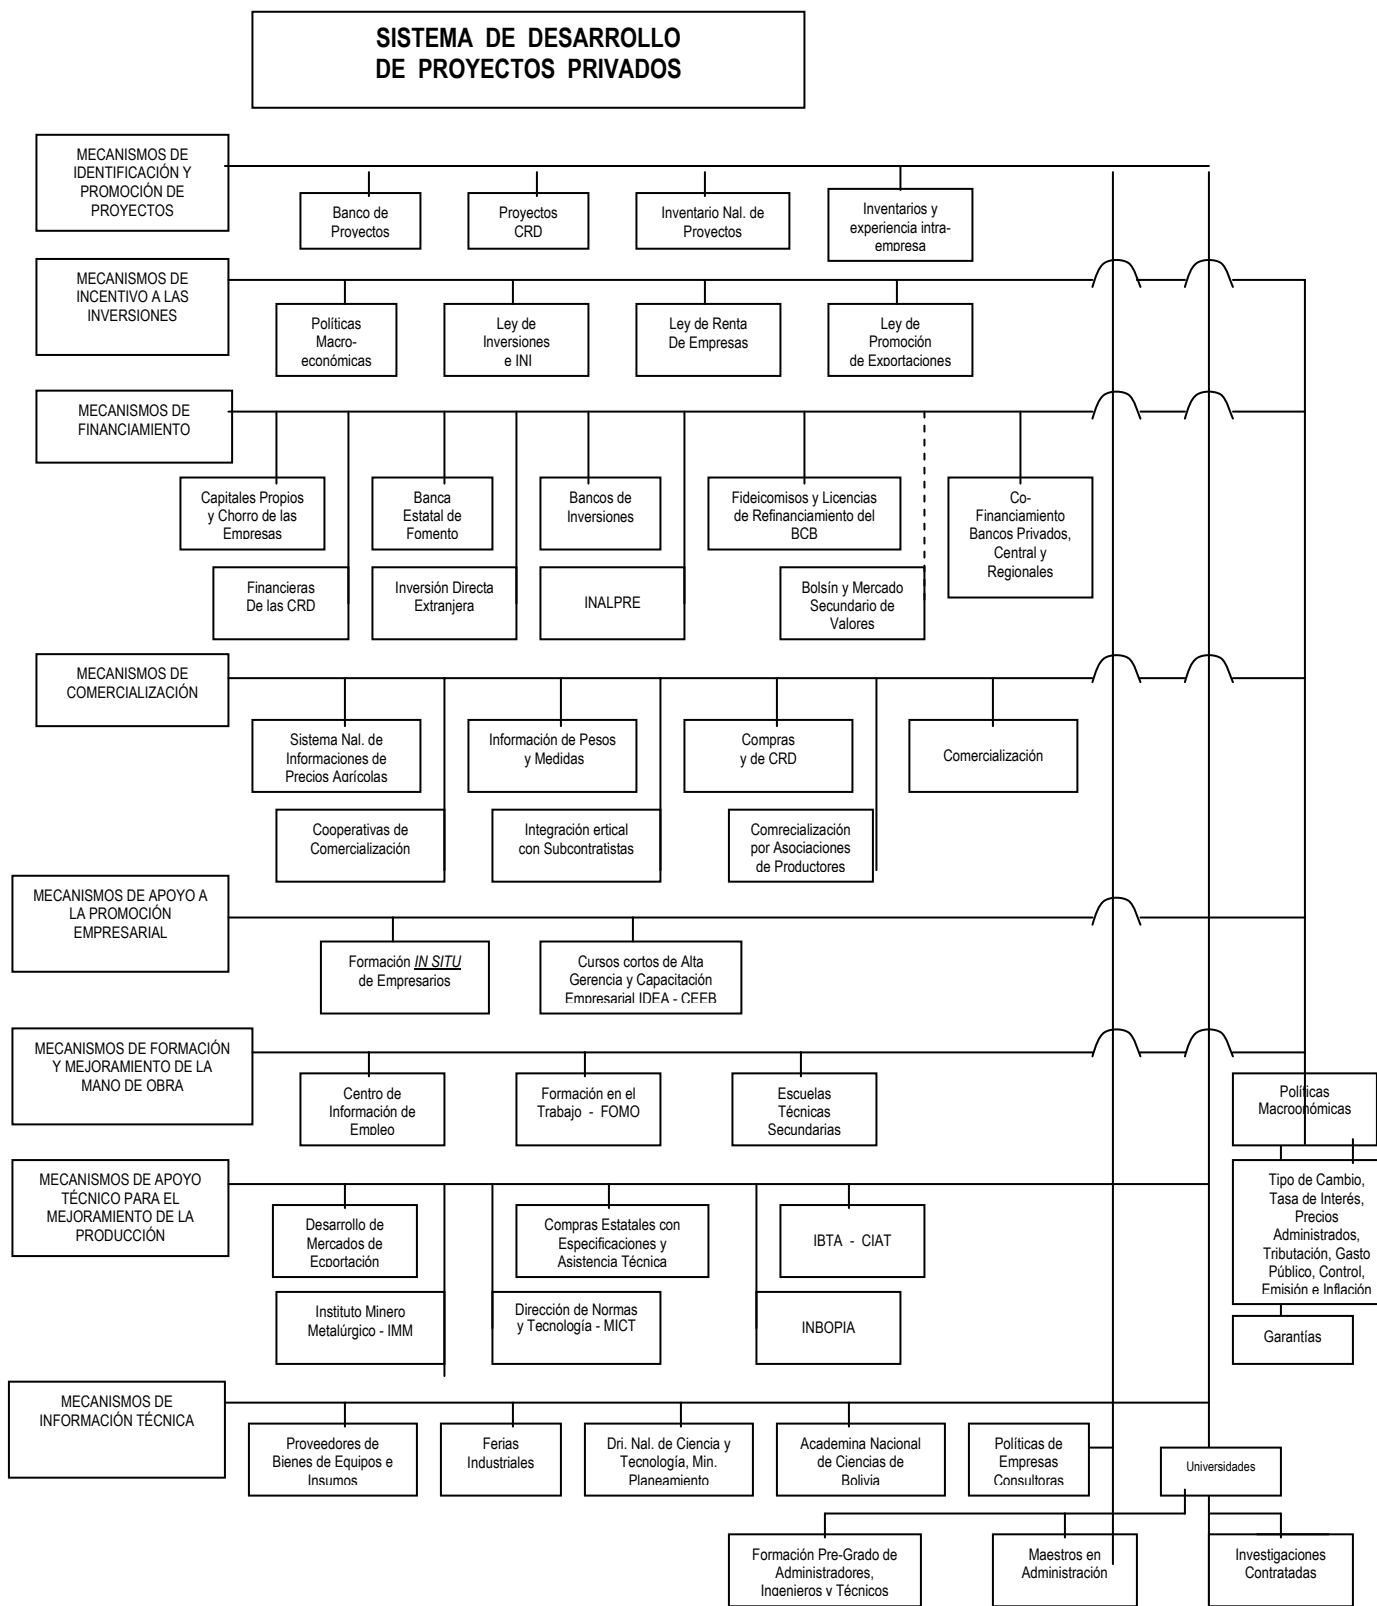 SISTEMA DE DESARROLLO
DE PROYECTOS PRIVADOS
MECANISMOS DE
IDENTIFICACIÓN Y
PROMOCIÓN DE
PROYECTOS
Banco de
Proyectos
Proyectos
CRD
Inventario Nal. de
Proyectos
Inventarios y
experiencia intra-
empresa
MECANISMOS DE
INCENTIVO A LAS
INVERSIONES
Políticas
Macro-
económicas
Ley de
Inversiones
e INI
Ley de Renta
De Empresas
Ley de
Promoción
de Exportaciones
MECANISMOS DE
FINANCIAMIENTO
Capitales Propios
y Chorro de las
Empresas
Banca
Estatal de
Fomento
Bancos de
Inversiones
Fideicomisos y Licencias
de Refinanciamiento del
BCB
Co-
Financiamiento
Bancos Privados,
Central y
Regionales
Financieras
De las CRD
Inversión Directa
Extranjera
INALPRE
Bolsín y Mercado
Secundario de
Valores
MECANISMOS DE
COMERCIALIZACIÓN
Sistema Nal. de
Informaciones de
Precios Agrícolas
Información de Pesos
y Medidas
Compras
y de CRD
Comercialización
Cooperativas de
Comercialización
Integración ertical
con Subcontratistas
Comrecialización
por Asociaciones
de Productores
MECANISMOS DE APOYO A
LA PROMOCIÓN
EMPRESARIAL
Formación IN SITU
de Empresarios
Cursos cortos de Alta
Gerencia y Capacitación
Empresarial IDEA - CEEB
MECANISMOS DE FORMACIÓN
Y MEJORAMIENTO DE LA
MANO DE OBRA
Centro de
Información de
Empleo
Formación en el
Trabajo - FOMO
Escuelas
Técnicas
Secundarias
Políticas
Macroonómicas
MECANISMOS DE APOYO
TÉCNICO PARA EL
MEJORAMIENTO DE LA
PRODUCCIÓN
Desarrollo de
Mercados de
Ecportación
Compras Estatales con
Especificaciones y
Asistencia Técnica
IBTA - CIAT
Tipo de Cambio,
Tasa de Interés,
Precios
Administrados,
Tributación, Gasto
Público, Control,
Emisión e Inflación
Instituto Minero
Metalúrgico - IMM
Dirección de Normas
y Tecnología - MICT
INBOPIA
Garantías
MECANISMOS DE
INFORMACIÓN TÉCNICA
Proveedores de
Bienes de Equipos e
Insumos
Ferias
Industriales
Dri. Nal. de Ciencia y
Tecnología, Min.
Planeamiento
Academina Nacional
de Ciencias de
Bolivia
Políticas de
Empresas
Consultoras
Universidades
Formación Pre-Grado de
Administradores,
Ingenieros y Técnicos
Maestros en
Administración
Investigaciones
Contratadas